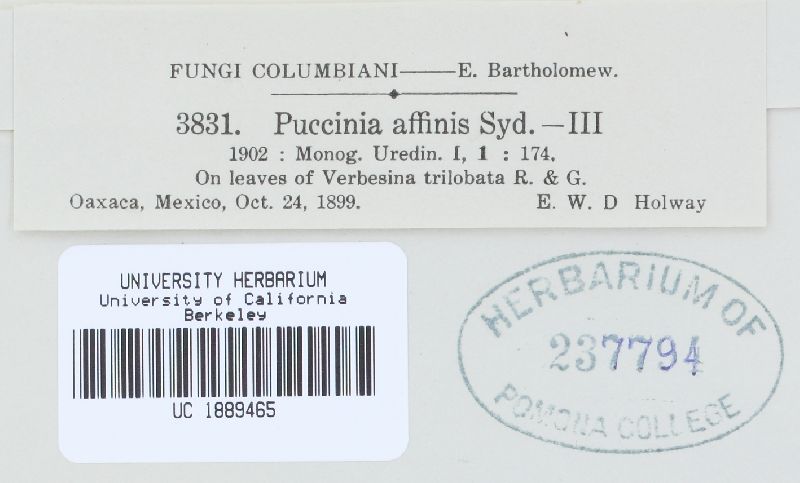 FUNGI COLUMBIANI—E. Bartholomew.
3831. Puccinia affinis Syd.—III
1902 : Monog. Uredin. I, 1 : 174.
On leaves of Verbesina trilobata R. & G.
Oaxaca, Mexico, Oct. 24, 1899. E. W. D Holway
UNIVERSITY HERBARIUM
University of California
Berkeley
UC 1889465
HERBARIUM OF
237794
POMONA COLLEGE